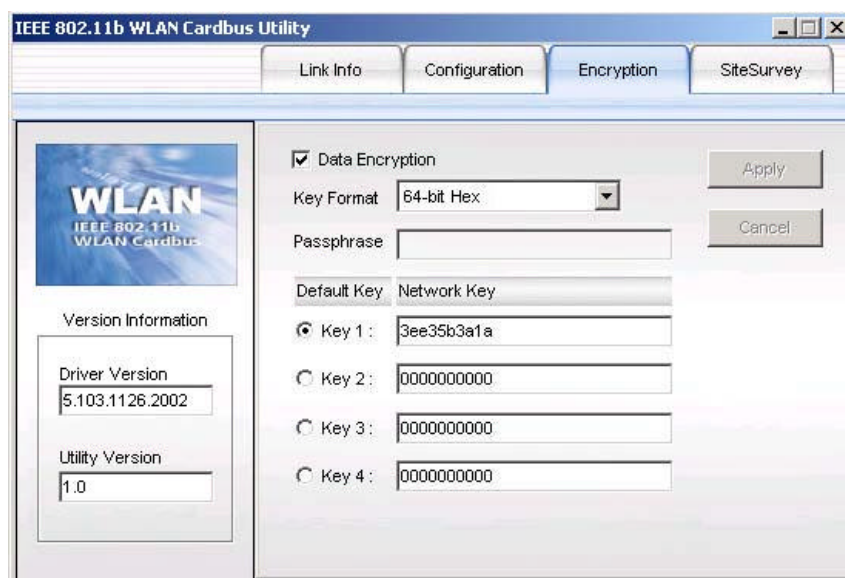 IEEE 802.11b WLAN Cardbus Utility
Link Info
Configuration
Encryption
SiteSurvey
WLAN
IEEE 802.11b
WLAN Cardbus
Version Information
Driver Version
5.103.1126.2002
Utility Version
1.0
Data Encryption
Key Format
64-bit Hex
Passphrase
Default Key Network Key
Key 1 : 3ee35b3a1a
Key 2 : 0000000000
Key 3 : 0000000000
Key 4 : 0000000000
Apply
Cancel